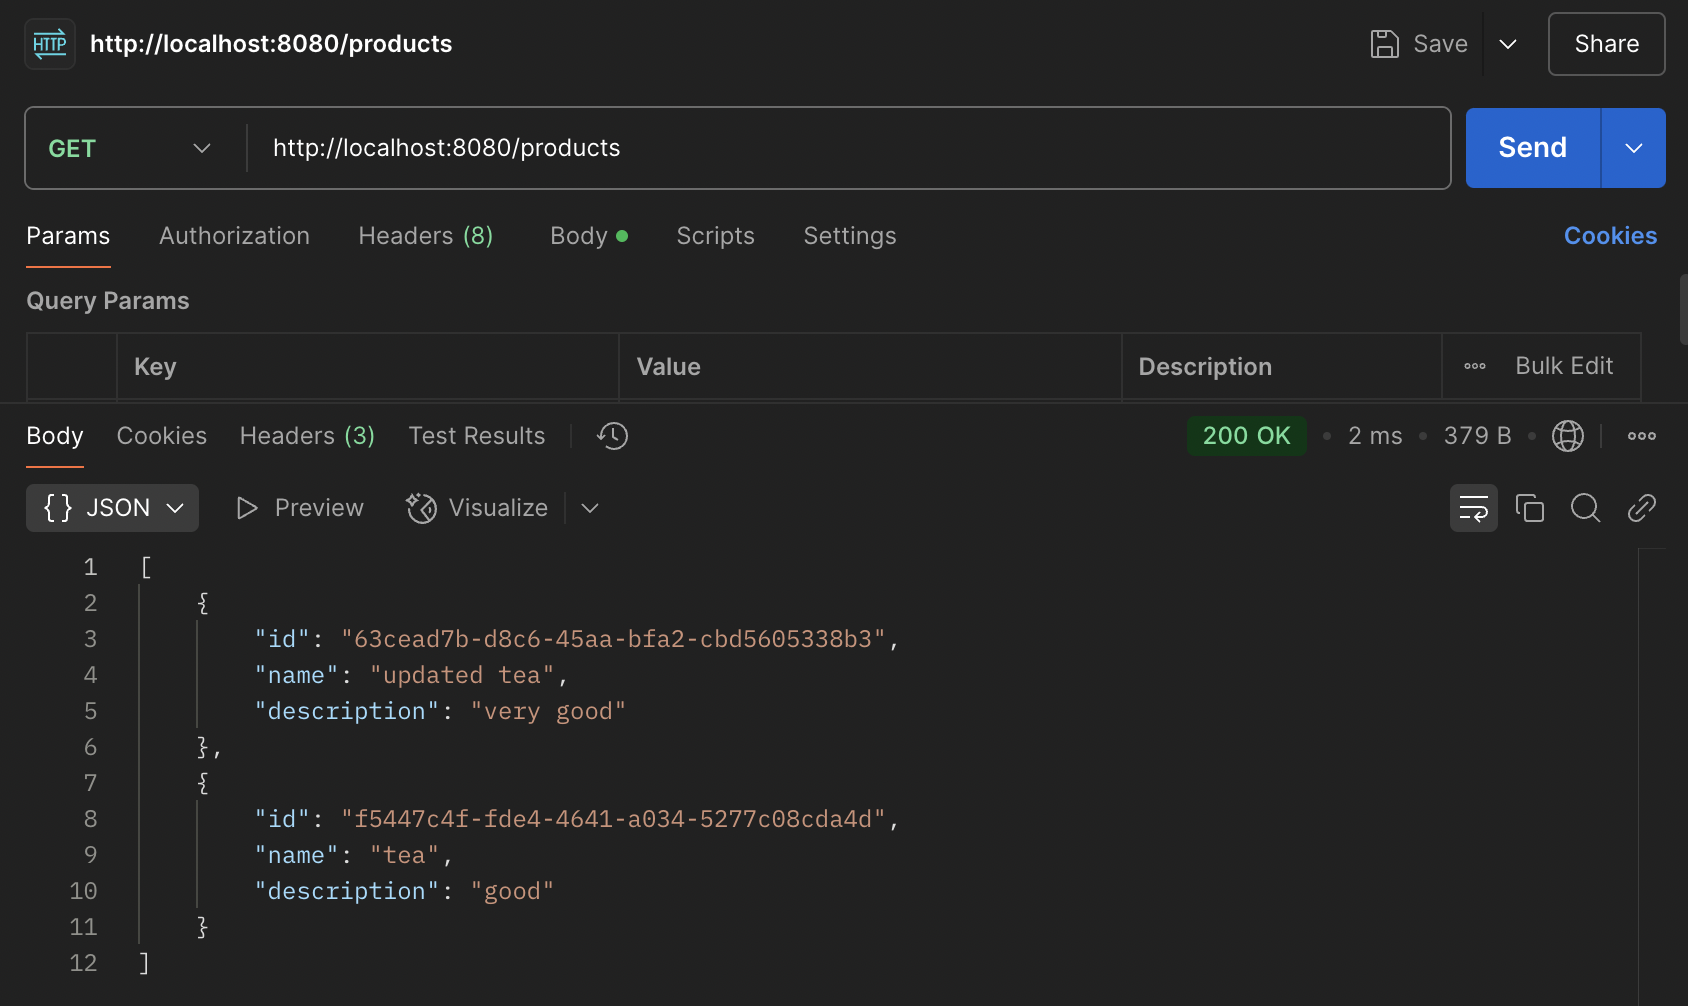 HTTP http://localhost:8080/products Save Share
GET http://localhost:8080/products Send
Params Authorization Headers (8) Body Scripts Settings Cookies
Query Params
Key Value Description Bulk Edit
Body Cookies Headers (3) Test Results 200 OK • 2 ms • 379 B •
{} JSON Preview Visualize
1 [
2 {
3 "id": "63cead7b-d8c6-45aa-bfa2-cbd5605338b3",
4 "name": "updated tea",
5 "description": "very good"
6 },
7 {
8 "id": "f5447c4f-fde4-4641-a034-5277c08cda4d",
9 "name": "tea",
10 "description": "good"
11 }
12 ]